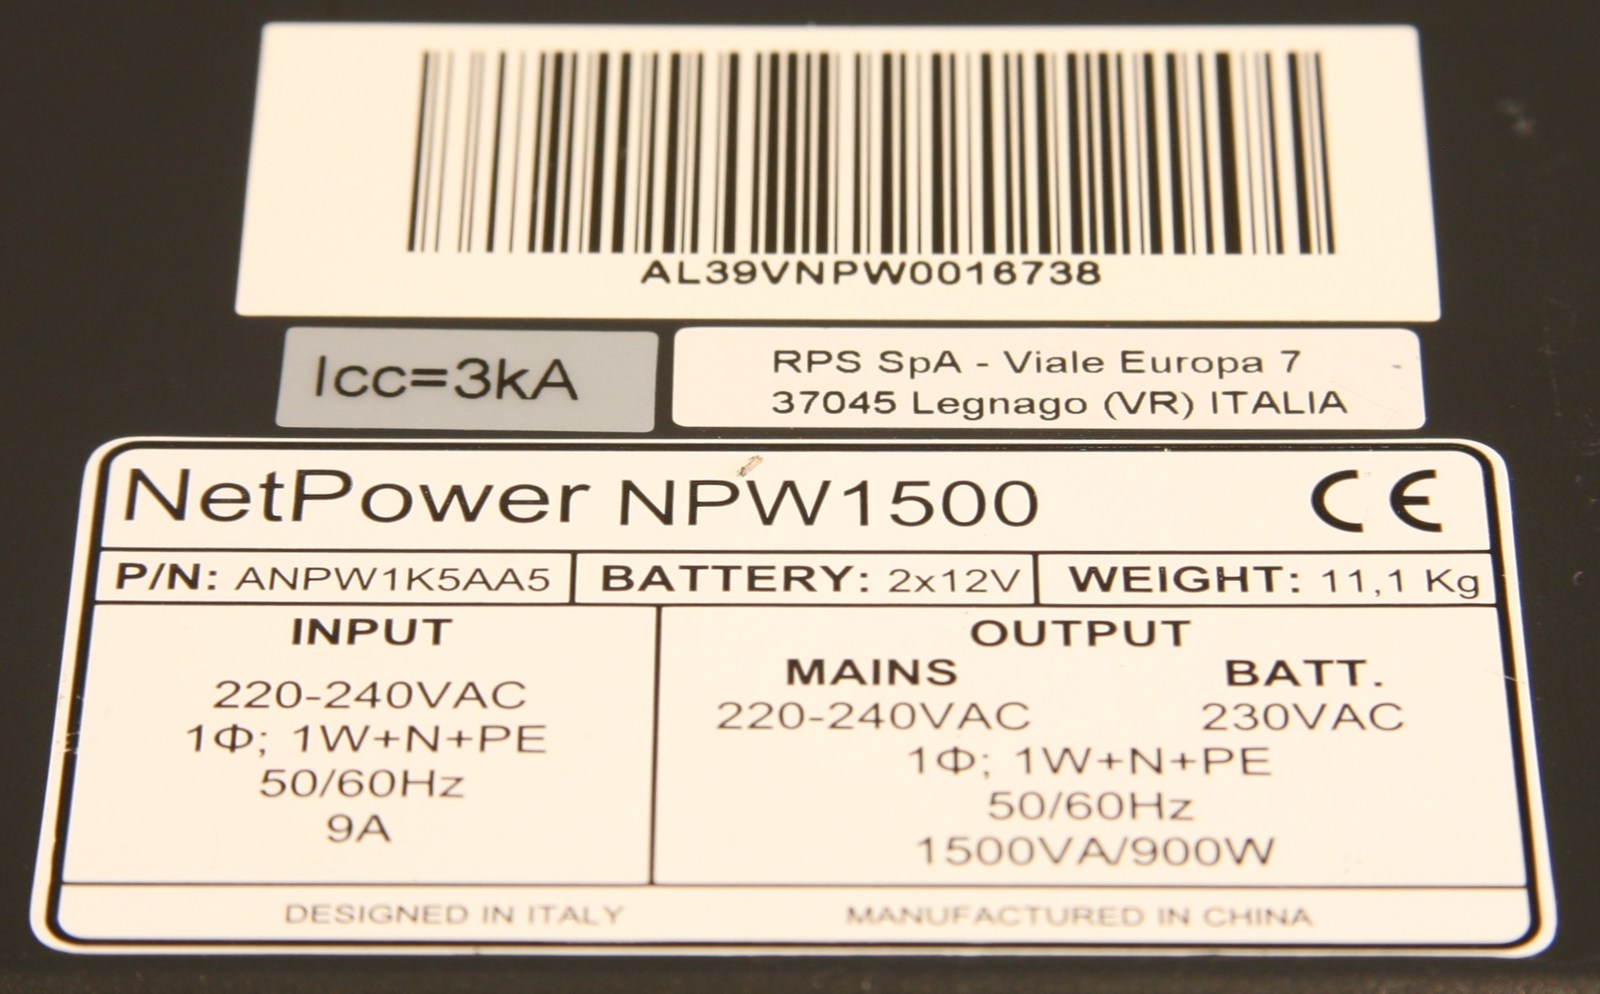 AL39VNPW0016738
Icc=3kA
RPS SpA - Viale Europa 7
37045 Legnago (VR) ITALIA
NetPower NPW1500 CE
P/N: ANPW1K5AA5 BATTERY: 2x12V WEIGHT: 11,1 Kg
INPUT
220-240VAC
1Φ; 1W+N+PE
50/60Hz
9A
OUTPUT
MAINS BATT.
220-240VAC 230VAC
1Φ; 1W+N+PE
50/60Hz
1500VA/900W
DESIGNED IN ITALY MANUFACTURED IN CHINA